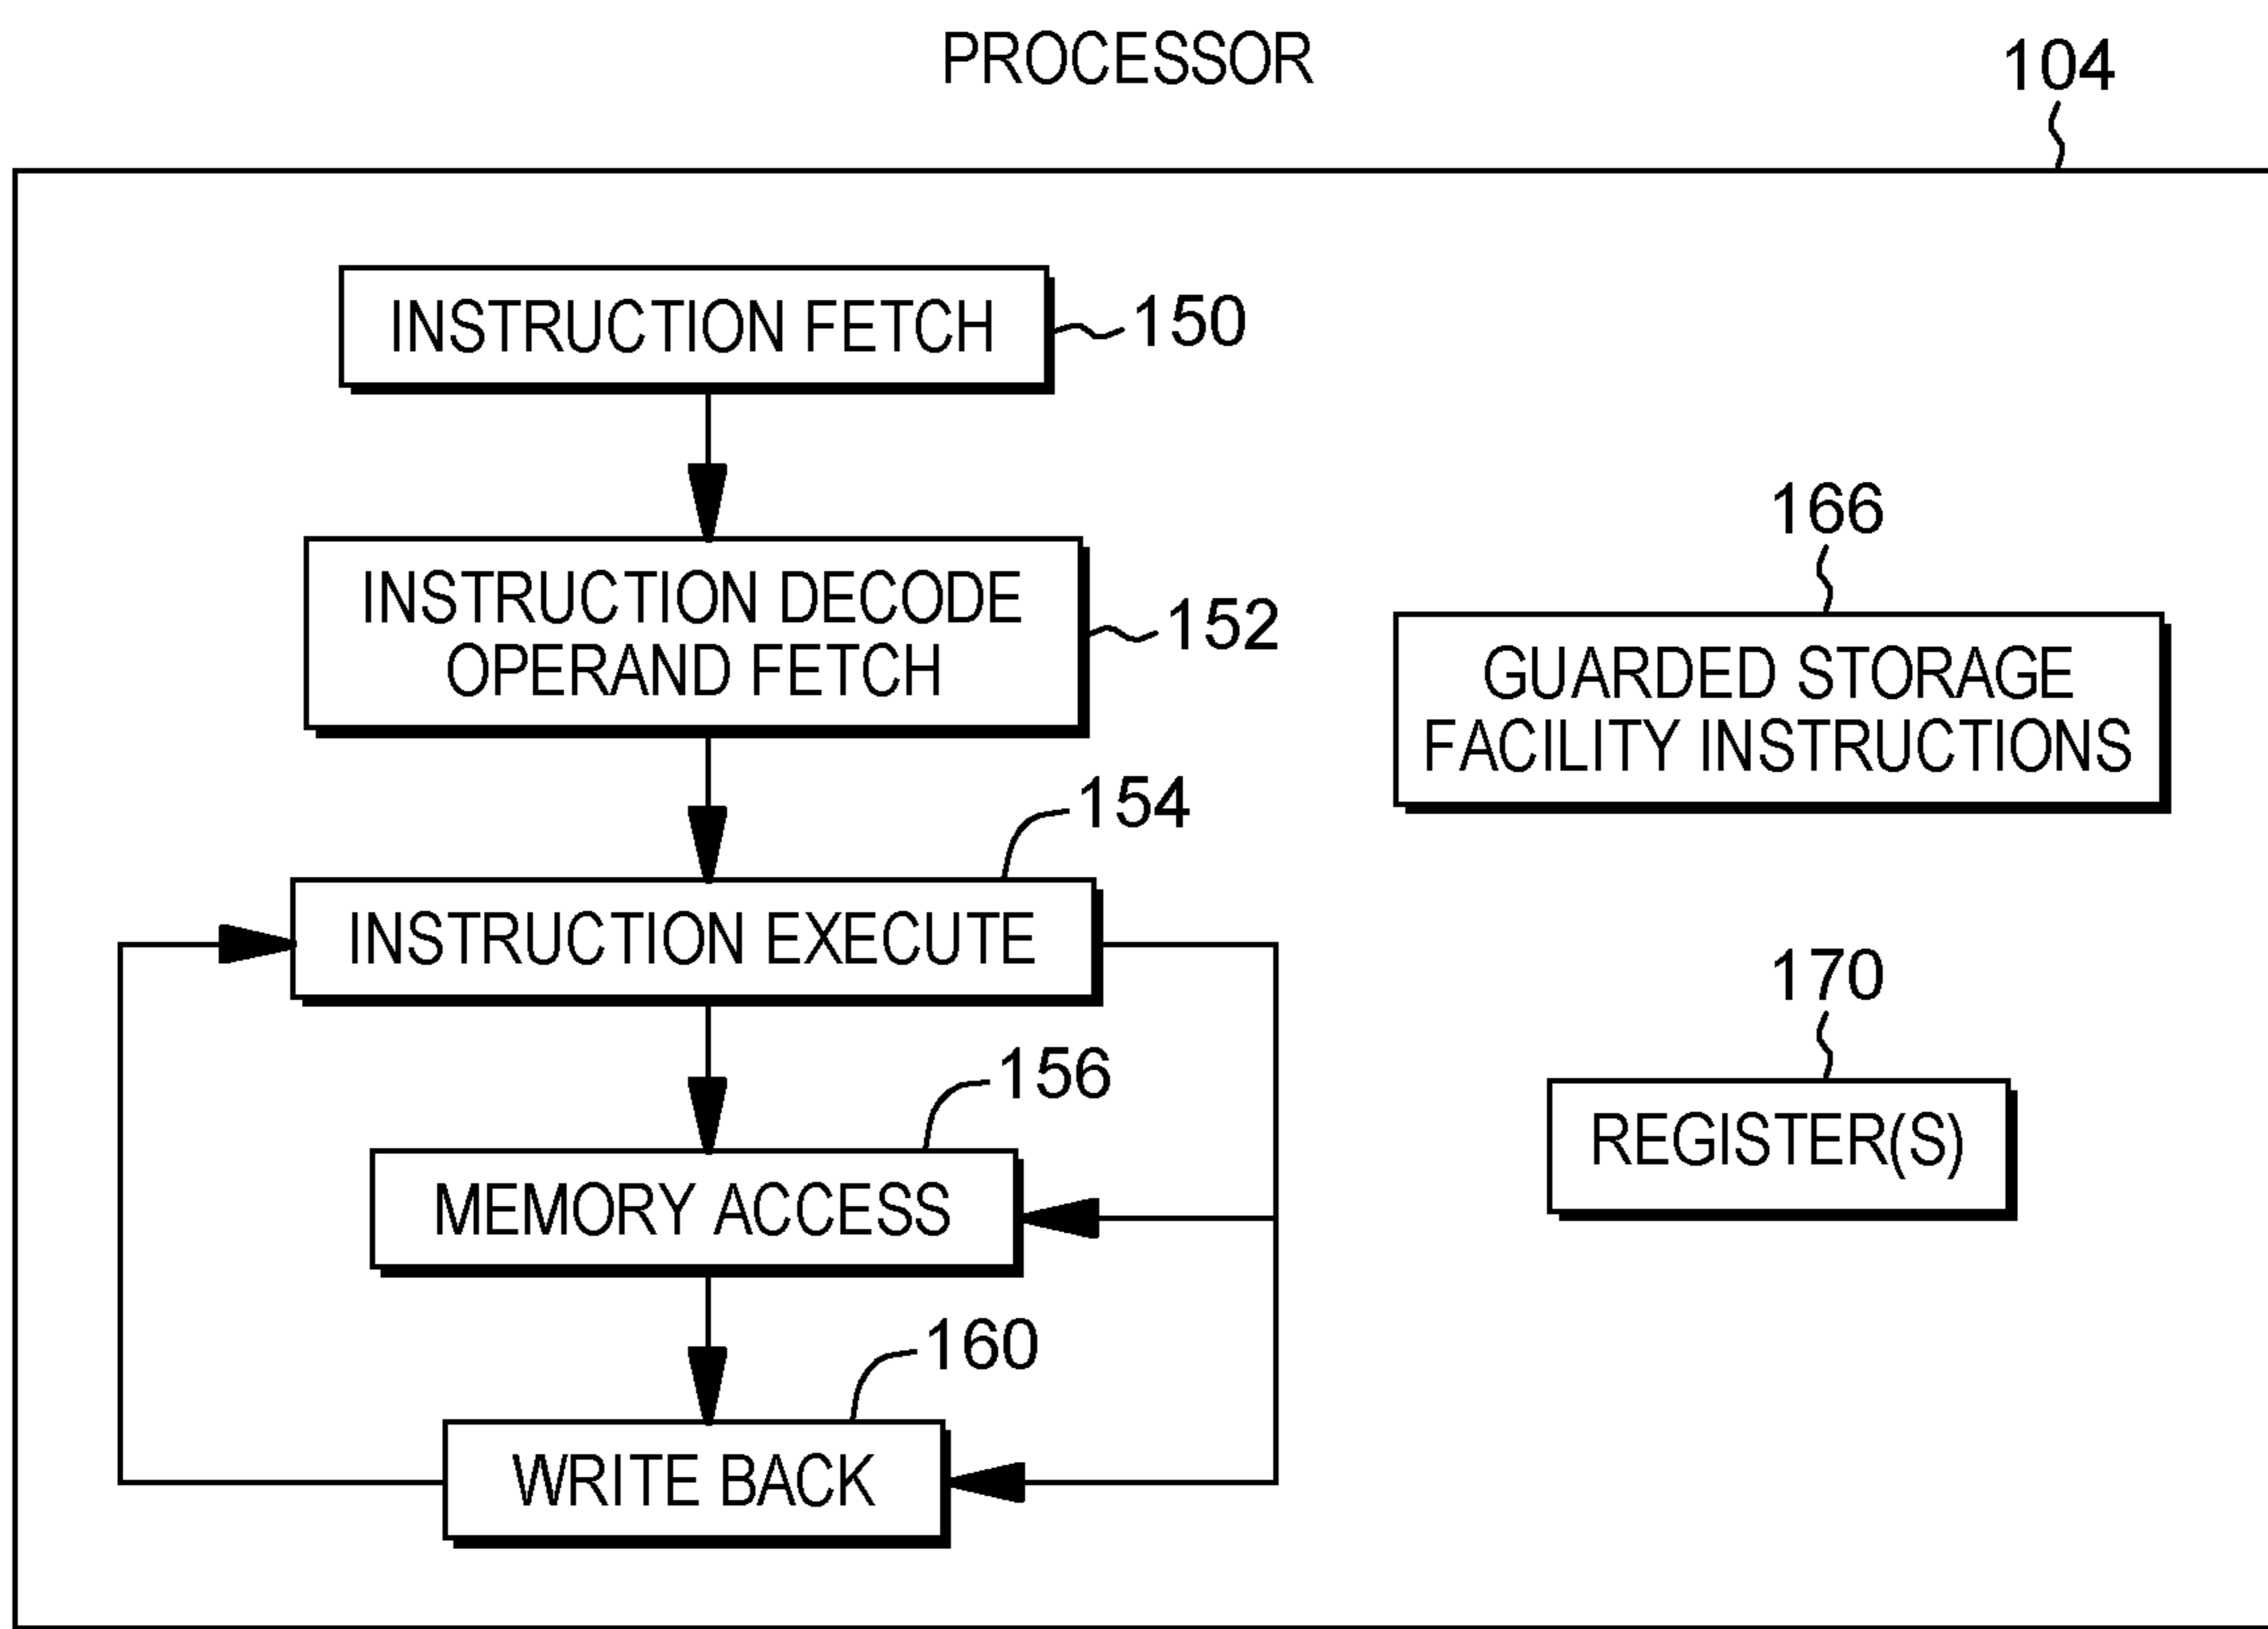 PROCESSOR
104
INSTRUCTION FETCH
150
INSTRUCTION DECODE
OPERAND FETCH
152
166
GUARDED STORAGE
FACILITY INSTRUCTIONS
154
INSTRUCTION EXECUTE
170
REGISTER(S)
156
MEMORY ACCESS
160
WRITE BACK